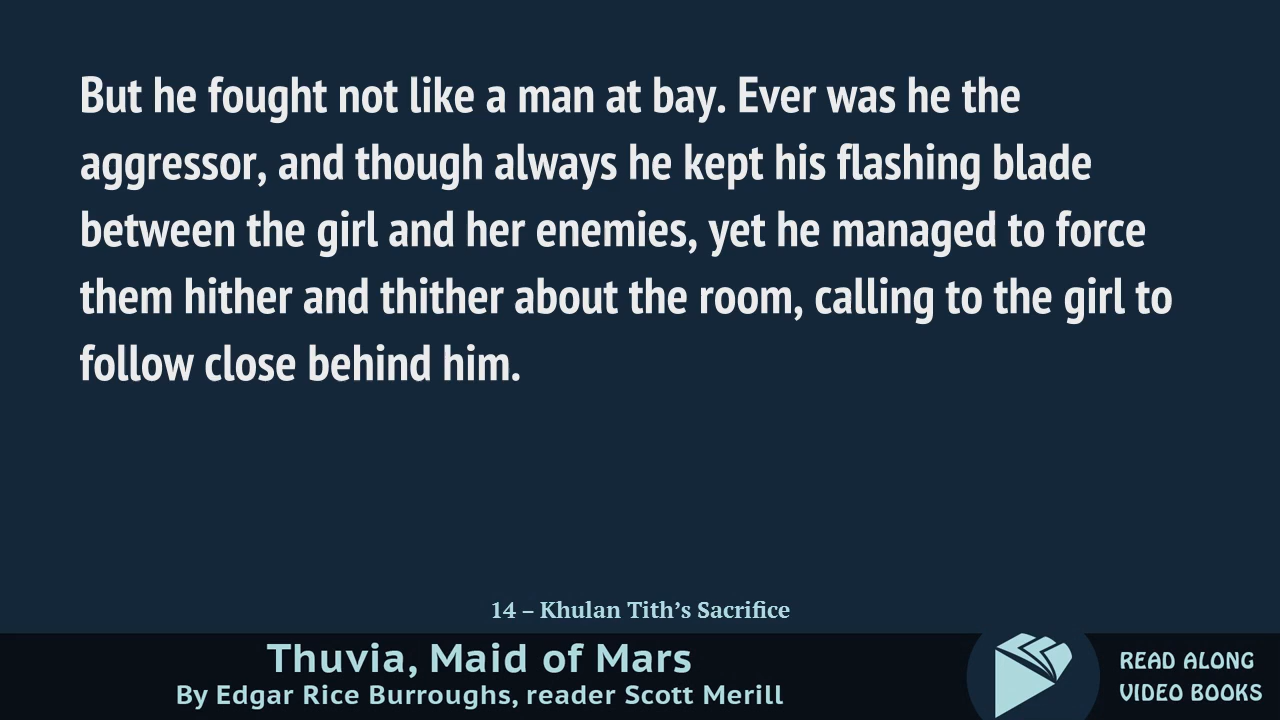 But he fought not like a man at bay. Ever was he the
aggressor, and though always he kept his flashing blade
between the girl and her enemies, yet he managed to force
them hither and thither about the room, calling to the girl to
follow close behind him.
14 – Khulan Tith’s Sacrifice
Thuvia, Maid of Mars
By Edgar Rice Burroughs, reader Scott Merill
READ ALONG
VIDEO BOOKS